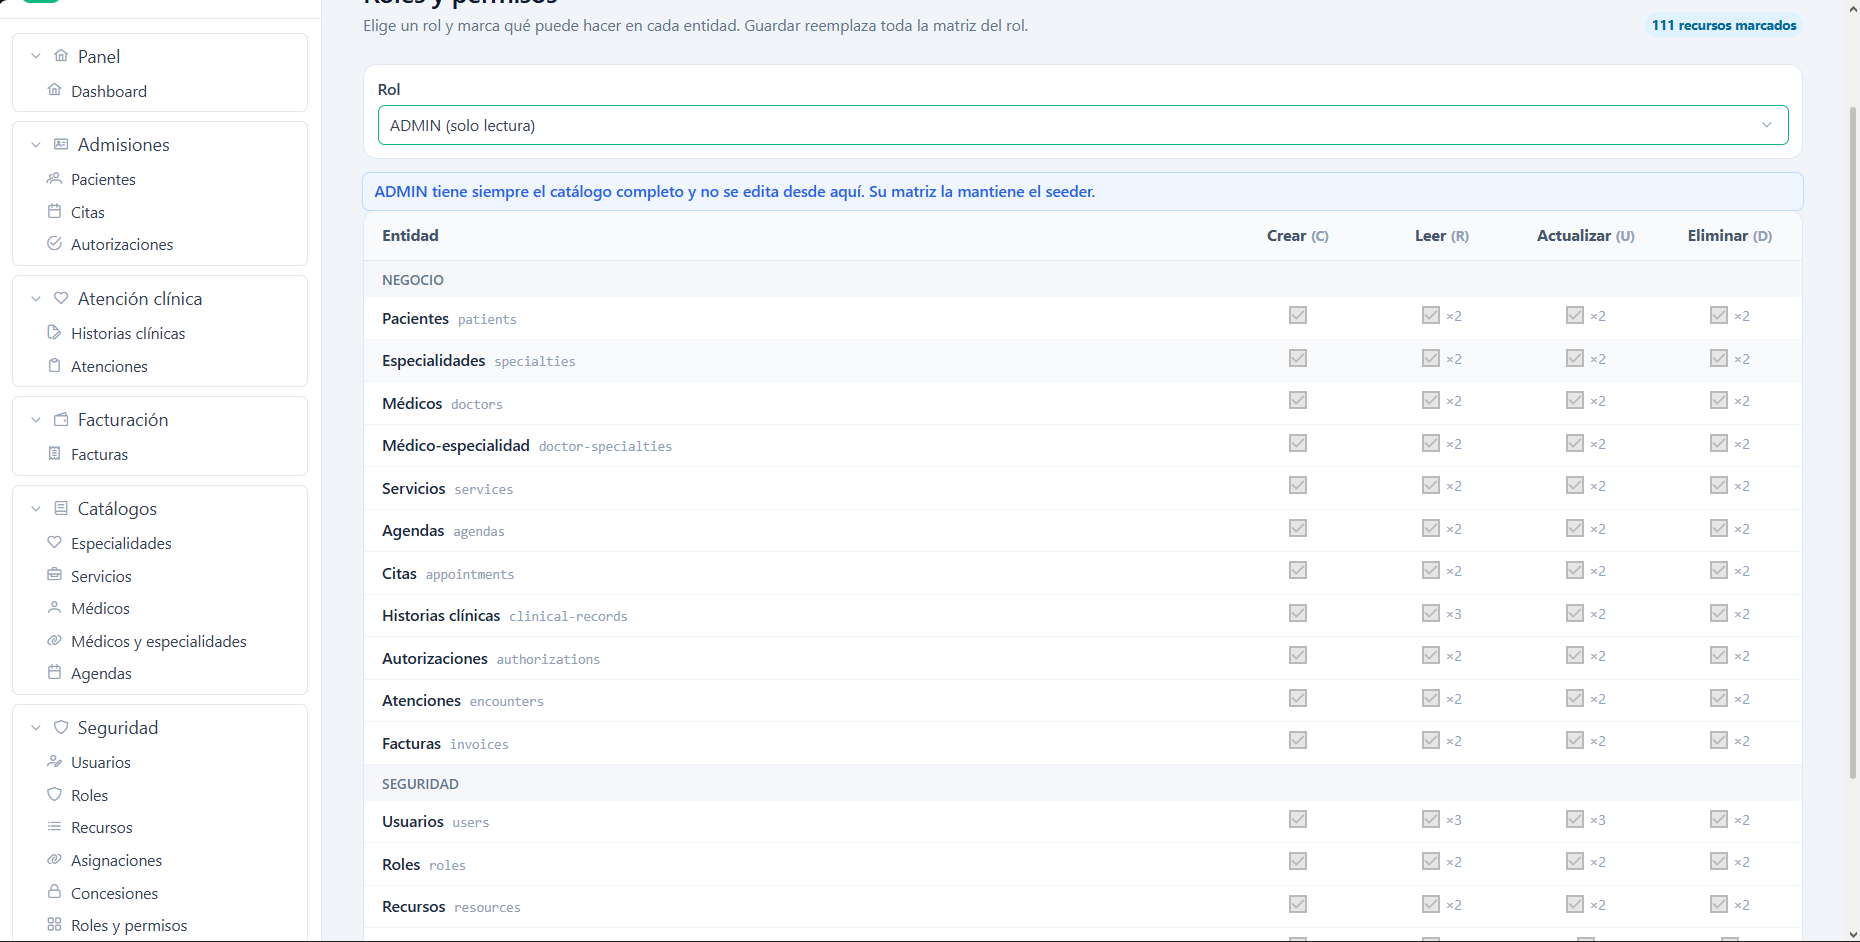 Roles y permisos
Elige un rol y marca qué puede hacer en cada entidad. Guardar reemplaza toda la matriz del rol.
111 recursos marcados
Panel
Dashboard
Admisiones
Pacientes
Citas
Autorizaciones
Atención clínica
Historias clínicas
Atenciones
Facturación
Facturas
Catálogos
Especialidades
Servicios
Médicos
Médicos y especialidades
Agendas
Seguridad
Usuarios
Roles
Recursos
Asignaciones
Concesiones
Roles y permisos
Rol
ADMIN (solo lectura)
ADMIN tiene siempre el catálogo completo y no se edita desde aquí. Su matriz la mantiene el seeder.
Entidad Crear (C) Leer (R) Actualizar (U) Eliminar (D)
NEGOCIO
Pacientes patients ×2 ×2 ×2
Especialidades specialties ×2 ×2 ×2
Médicos doctors ×2 ×2 ×2
Médico-especialidad doctor-specialties ×2 ×2 ×2
Servicios services ×2 ×2 ×2
Agendas agendas ×2 ×2 ×2
Citas appointments ×2 ×2 ×2
Historias clínicas clinical-records ×3 ×2 ×2
Autorizaciones authorizations ×2 ×2 ×2
Atenciones encounters ×2 ×2 ×2
Facturas invoices ×2 ×2 ×2
SEGURIDAD
Usuarios users ×3 ×3 ×2
Roles roles ×2 ×2 ×2
Recursos resources ×2 ×2 ×2